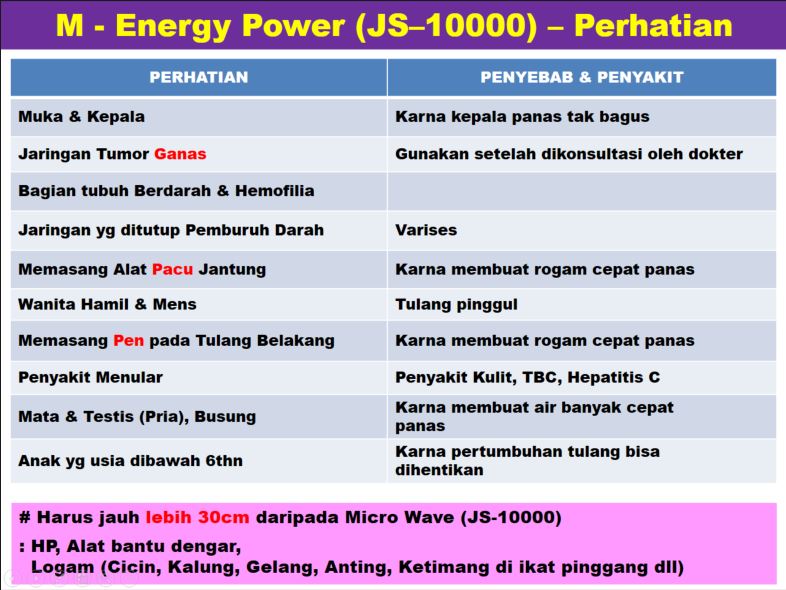 M - Energy Power (JS–10000) – Perhatian
PERHATIAN
PENYEBAB & PENYAKIT
Muka & Kepala
Karna kepala panas tak bagus
Jaringan Tumor Ganas
Gunakan setelah dikonsultasi oleh dokter
Bagian tubuh Berdarah & Hemofilia
Jaringan yg ditutup Pemburuh Darah
Varises
Memasang Alat Pacu Jantung
Karna membuat rogam cepat panas
Wanita Hamil & Mens
Tulang pinggul
Memasang Pen pada Tulang Belakang
Karna membuat rogam cepat panas
Penyakit Menular
Penyakit Kulit, TBC, Hepatitis C
Mata & Testis (Pria), Busung
Karna membuat air banyak cepat
panas
Anak yg usia dibawah 6thn
Karna pertumbuhan tulang bisa
dihentikan
# Harus jauh lebih 30cm daripada Micro Wave (JS-10000)
: HP, Alat bantu dengar,
Logam (Cicin, Kalung, Gelang, Anting, Ketimang di ikat pinggang dll)